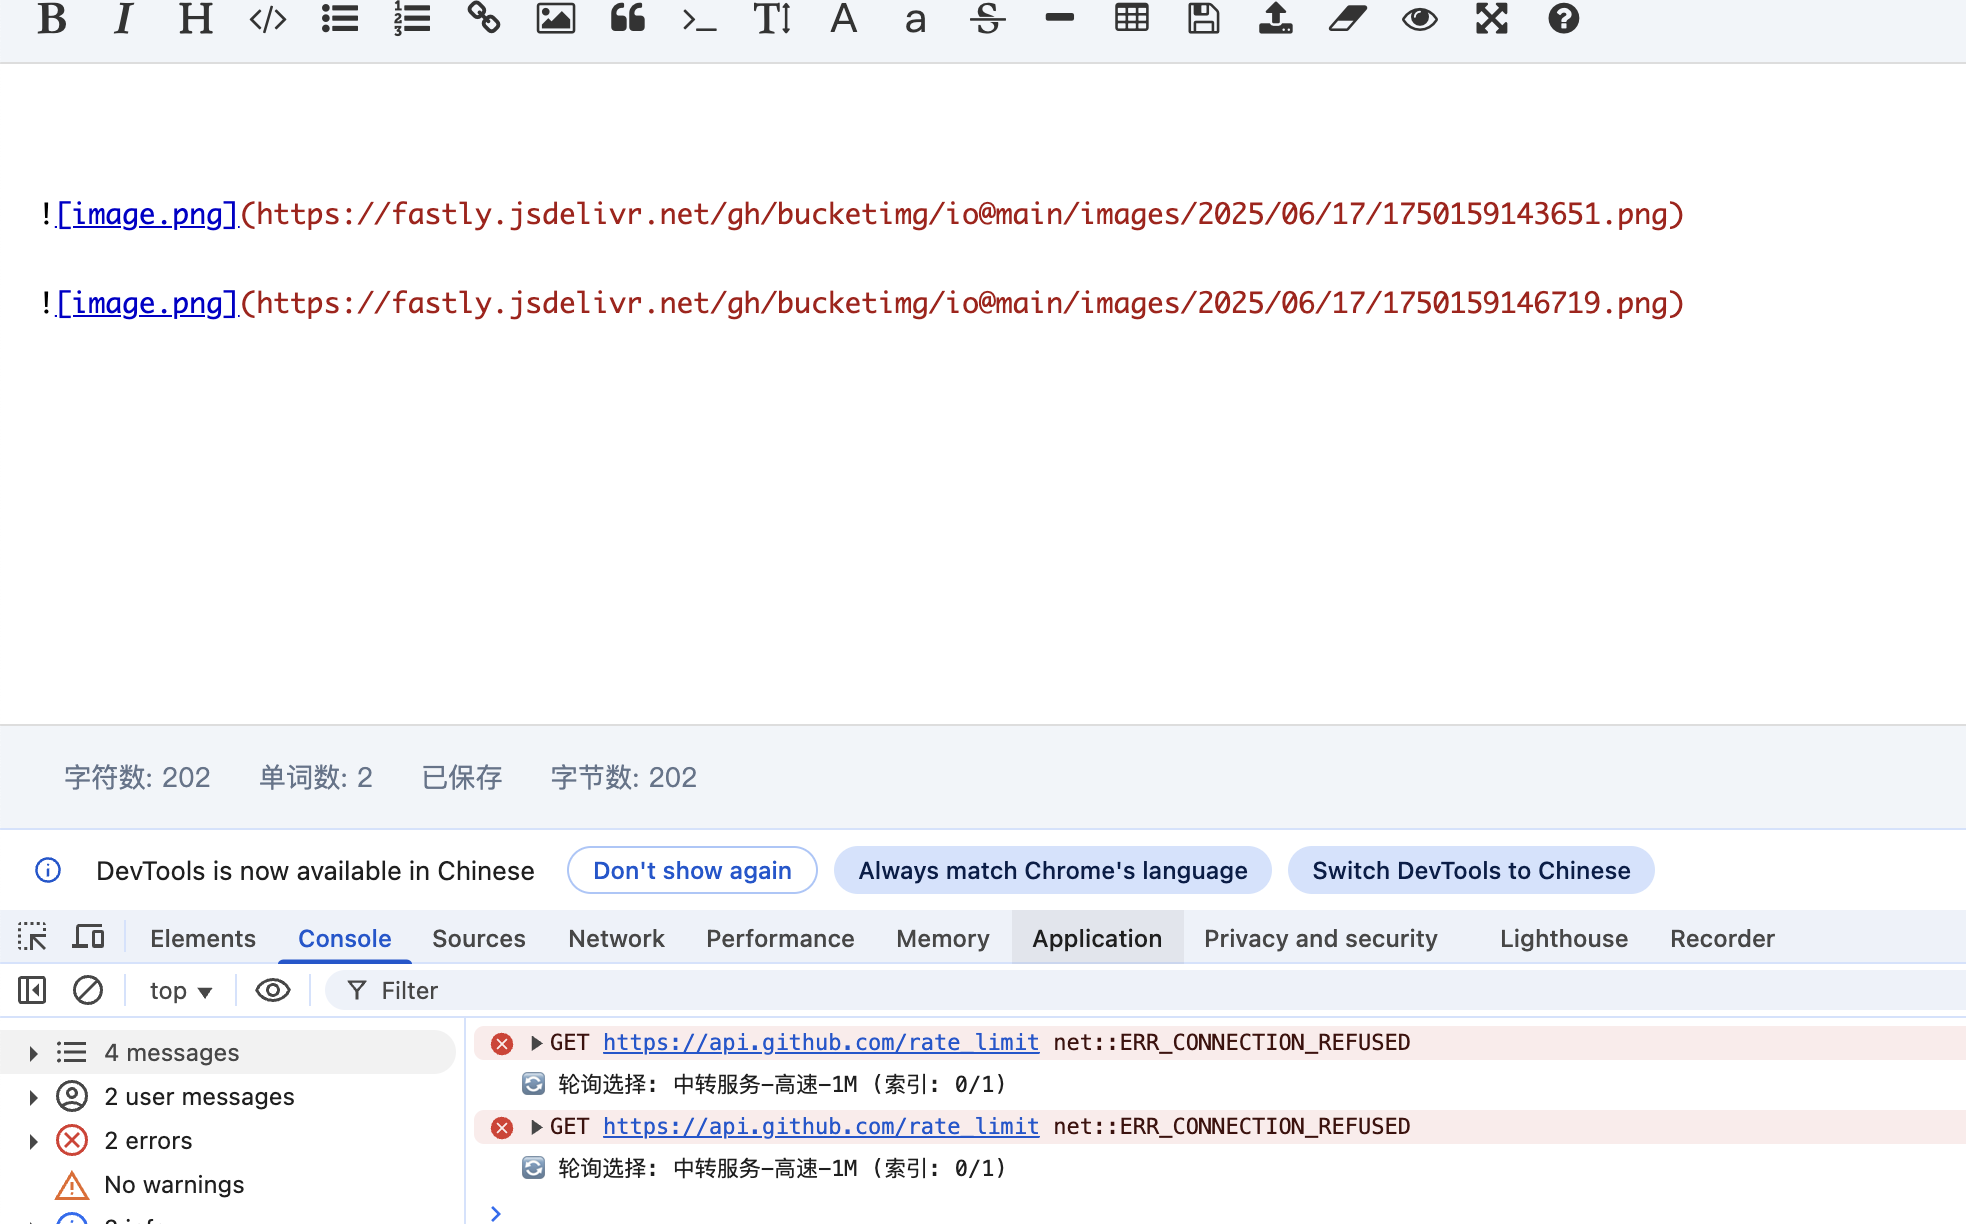 B I H </> T A a S
![image.png](https://fastly.jsdelivr.net/gh/bucketimg/io@main/images/2025/06/17/1750159143651.png)
![image.png](https://fastly.jsdelivr.net/gh/bucketimg/io@main/images/2025/06/17/1750159146719.png)
字符数: 202 单词数: 2 已保存 字节数: 202
DevTools is now available in Chinese Don't show again Always match Chrome's language Switch DevTools to Chinese
Elements Console Sources Network Performance Memory Application Privacy and security Lighthouse Recorder
top Filter
4 messages
2 user messages
2 errors
No warnings
GET https://api.github.com/rate_limit net::ERR_CONNECTION_REFUSED
轮询选择: 中转服务-高速-1M (索引: 0/1)
GET https://api.github.com/rate_limit net::ERR_CONNECTION_REFUSED
轮询选择: 中转服务-高速-1M (索引: 0/1)